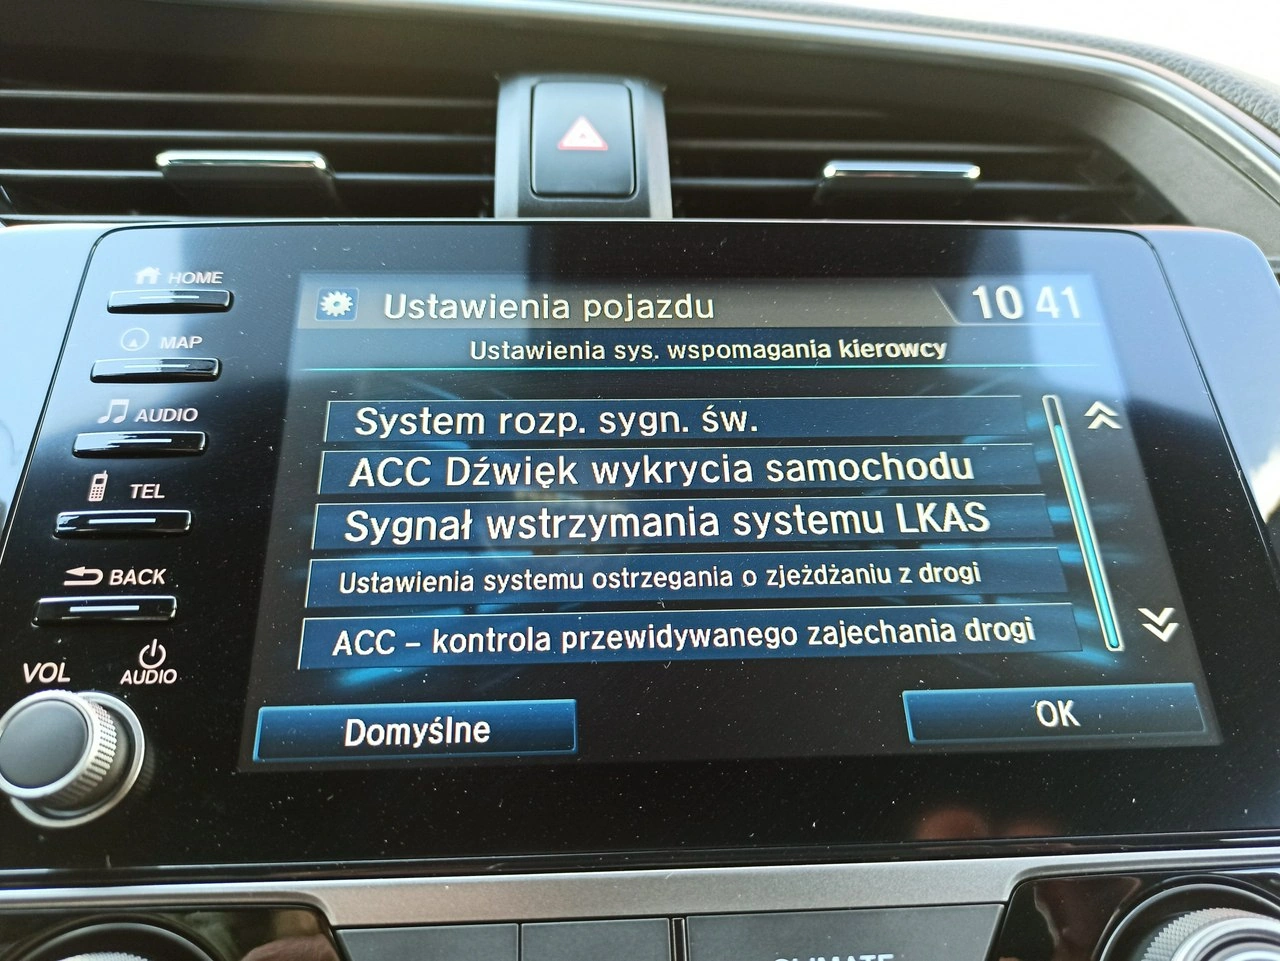 HOME
MAP
AUDIO
TEL
BACK
VOL
AUDIO
Ustawienia pojazdu
10 41
Ustawienia sys. wspomagania kierowcy
System rozp. sygn. św.
ACC Dźwięk wykrycia samochodu
Sygnał wstrzymania systemu LKAS
Ustawienia systemu ostrzegania o zjeżdżaniu z drogi
ACC – kontrola przewidywanego zajechania drogi
Domyślne
OK
CLIMATE